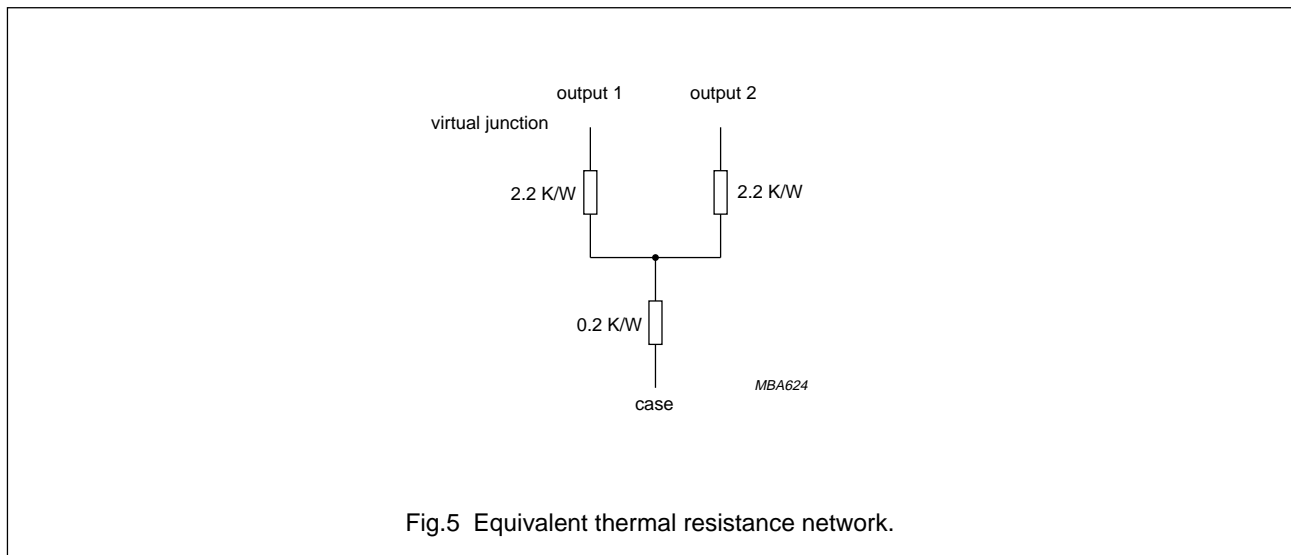 output 1
output 2
virtual junction
2.2 K/W
2.2 K/W
0.2 K/W
MBA624
case
Fig.5 Equivalent thermal resistance network.